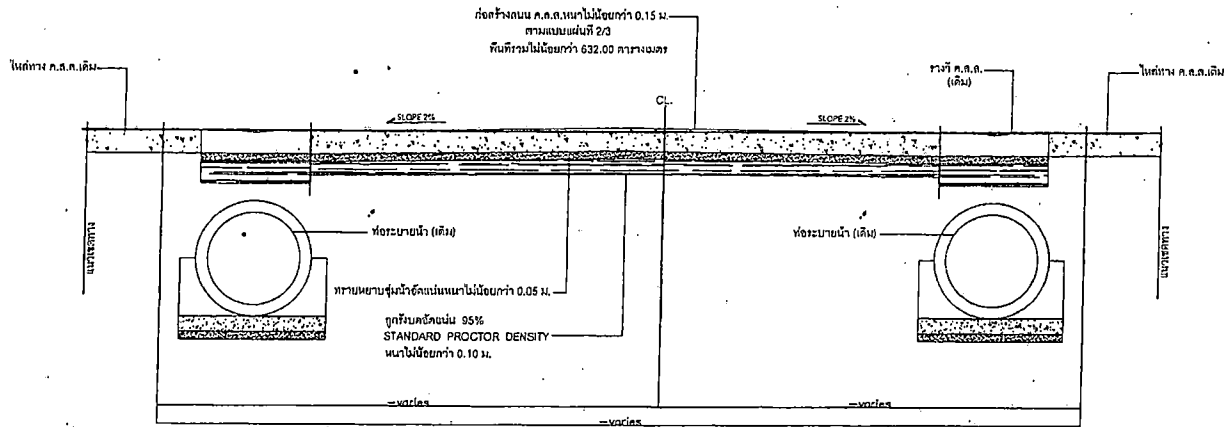 ก่อสร้างถนน ค.ส.ล.หนาไม่น้อยกว่า 0.15 ม.
ตามแบบแผ่นที่ 2/3
พื้นที่รวมไม่น้อยกว่า 632.00 ตารางเมตร
ไหล่ทาง ค.ส.ล.เดิม
รางวี ค.ส.ล.
(เดิม)
ไหล่ทาง ค.ส.ล.เดิม
CL.
SLOPE 2%
SLOPE 2%
ท่อระบายน้ำ (เดิม)
ท่อระบายน้ำ (เดิม)
แนวเขตทาง
แนวเขตทาง
ทรายหยาบชุ่มน้ำอัดแน่นหนาไม่น้อยกว่า 0.05 ม.
ลูกรังบดอัดแน่น 95%
STANDARD PROCTOR DENSITY
หนาไม่น้อยกว่า 0.10 ม.
varies
varies
varies